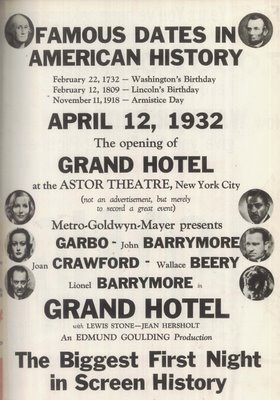 FAMOUS DATES IN
AMERICAN HISTORY
February 22, 1732 — Washington's Birthday
February 12, 1809 — Lincoln's Birthday
November 11, 1918 — Armistice Day
APRIL 12, 1932
The opening of
GRAND HOTEL
at the ASTOR THEATRE, New York City
(not an advertisement, but merely
to record a great event)
Metro-Goldwyn-Mayer presents
GARBO - John BARRYMORE
Joan CRAWFORD - Wallace BEERY
Lionel BARRYMORE in
GRAND HOTEL
with LEWIS STONE—JEAN HERSHOLT
An EDMUND GOULDING Production
The Biggest First Night
in Screen History